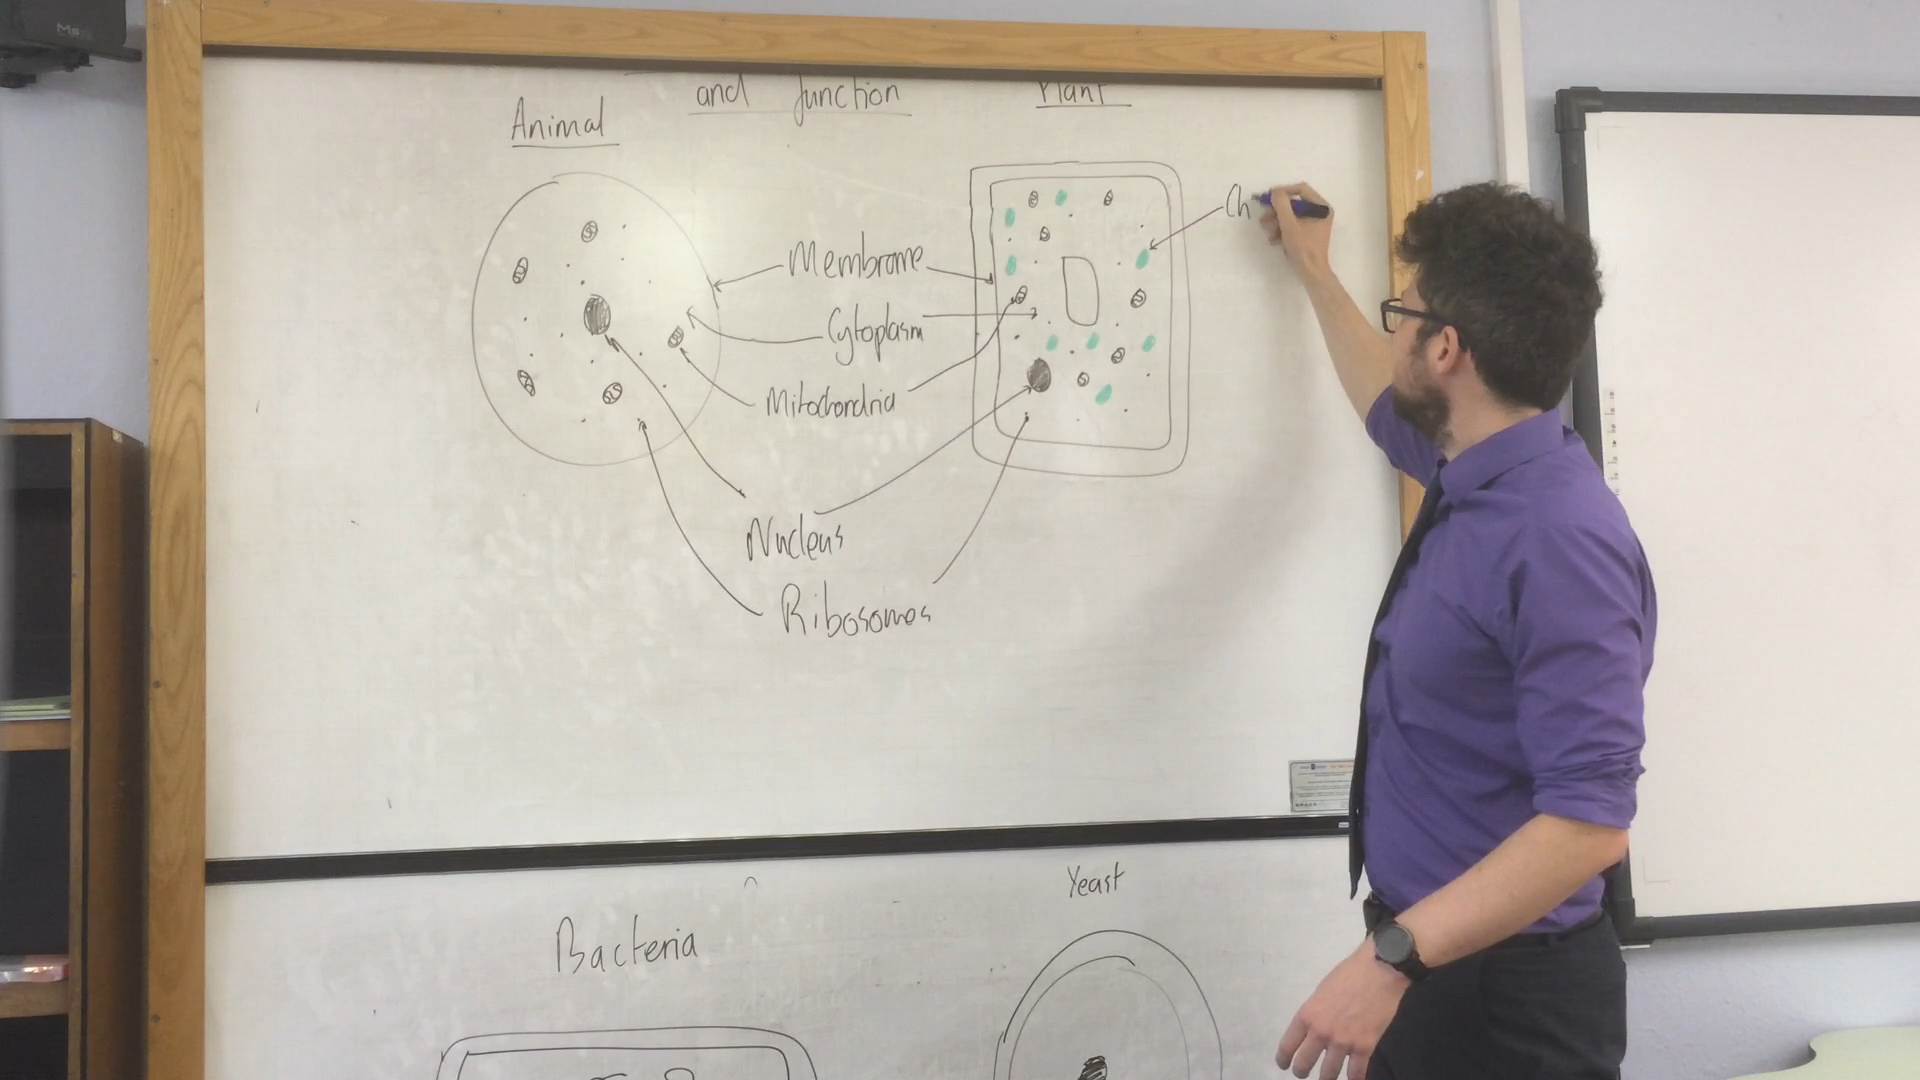 and function
Plant
Animal
Ch
Membrane
Cytoplasm
Mitochondria
Nucleus
Ribosomes
Yeast
Bacteria